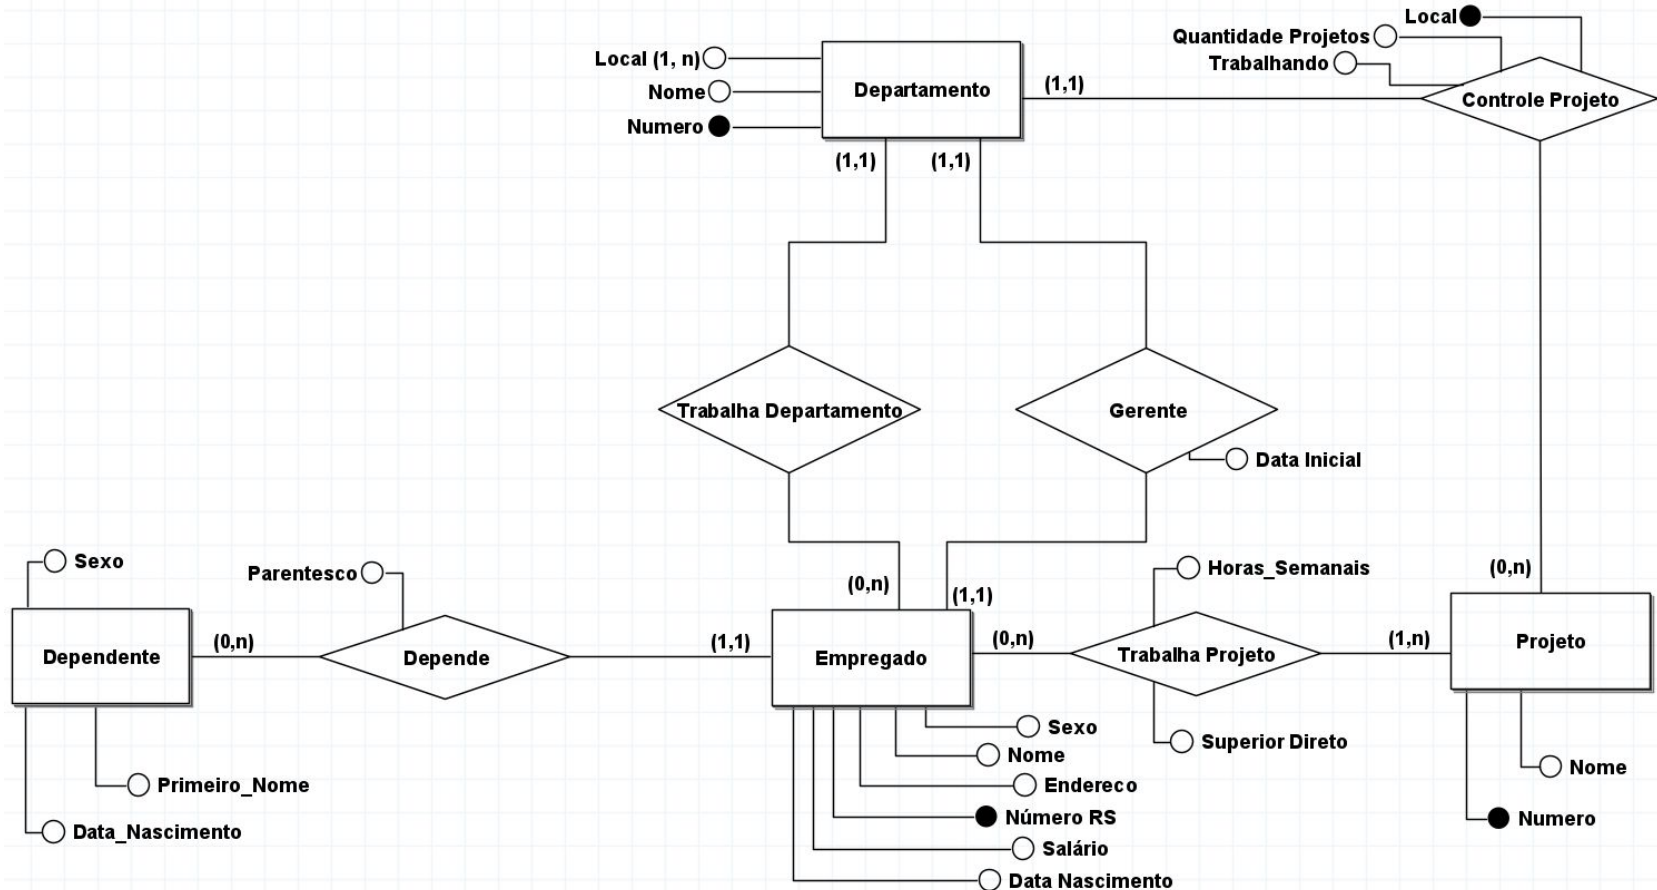 Local
Quantidade Projetos
Trabalhando
Local (1, n)
Nome
Numero
Departamento
(1,1)
Controle Projeto
(1,1)
(1,1)
Trabalha Departamento
Gerente
Data Inicial
Sexo
Parentesco
(0,n)
(1,1)
Horas_Semanais
(0,n)
Dependente
(0,n)
Depende
(1,1)
Empregado
(0,n)
Trabalha Projeto
(1,n)
Projeto
Sexo
Nome
Endereco
Número RS
Salário
Data Nascimento
Superior Direto
Nome
Numero
Primeiro_Nome
Data_Nascimento